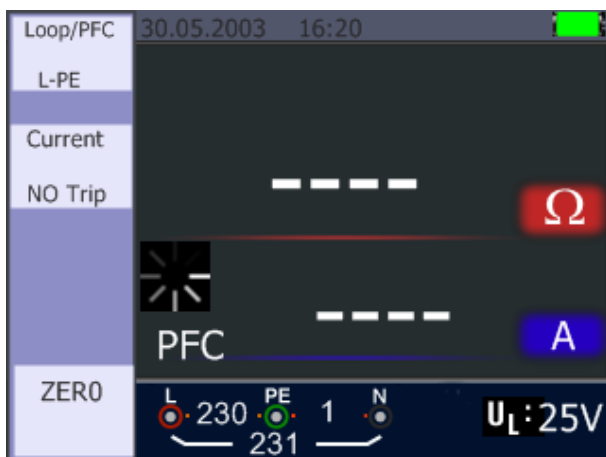 Loop/PFC
30.05.2003 16:20
L-PE
Current
NO Trip
---- Ω
PFC ---- A
ZER0
L PE N
230 1
231
UL:25V